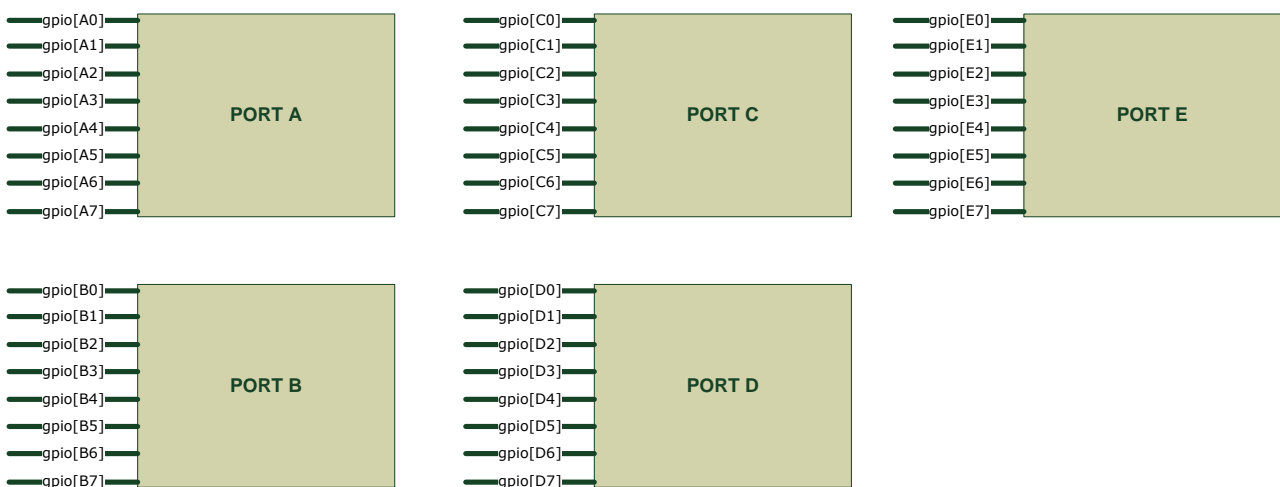 gpio[A0]
gpio[A1]
gpio[A2]
gpio[A3]
gpio[A4]
gpio[A5]
gpio[A6]
gpio[A7]
PORT A
gpio[C0]
gpio[C1]
gpio[C2]
gpio[C3]
gpio[C4]
gpio[C5]
gpio[C6]
gpio[C7]
PORT C
gpio[E0]
gpio[E1]
gpio[E2]
gpio[E3]
gpio[E4]
gpio[E5]
gpio[E6]
gpio[E7]
PORT E
gpio[B0]
gpio[B1]
gpio[B2]
gpio[B3]
gpio[B4]
gpio[B5]
gpio[B6]
gpio[B7]
PORT B
gpio[D0]
gpio[D1]
gpio[D2]
gpio[D3]
gpio[D4]
gpio[D5]
gpio[D6]
gpio[D7]
PORT D